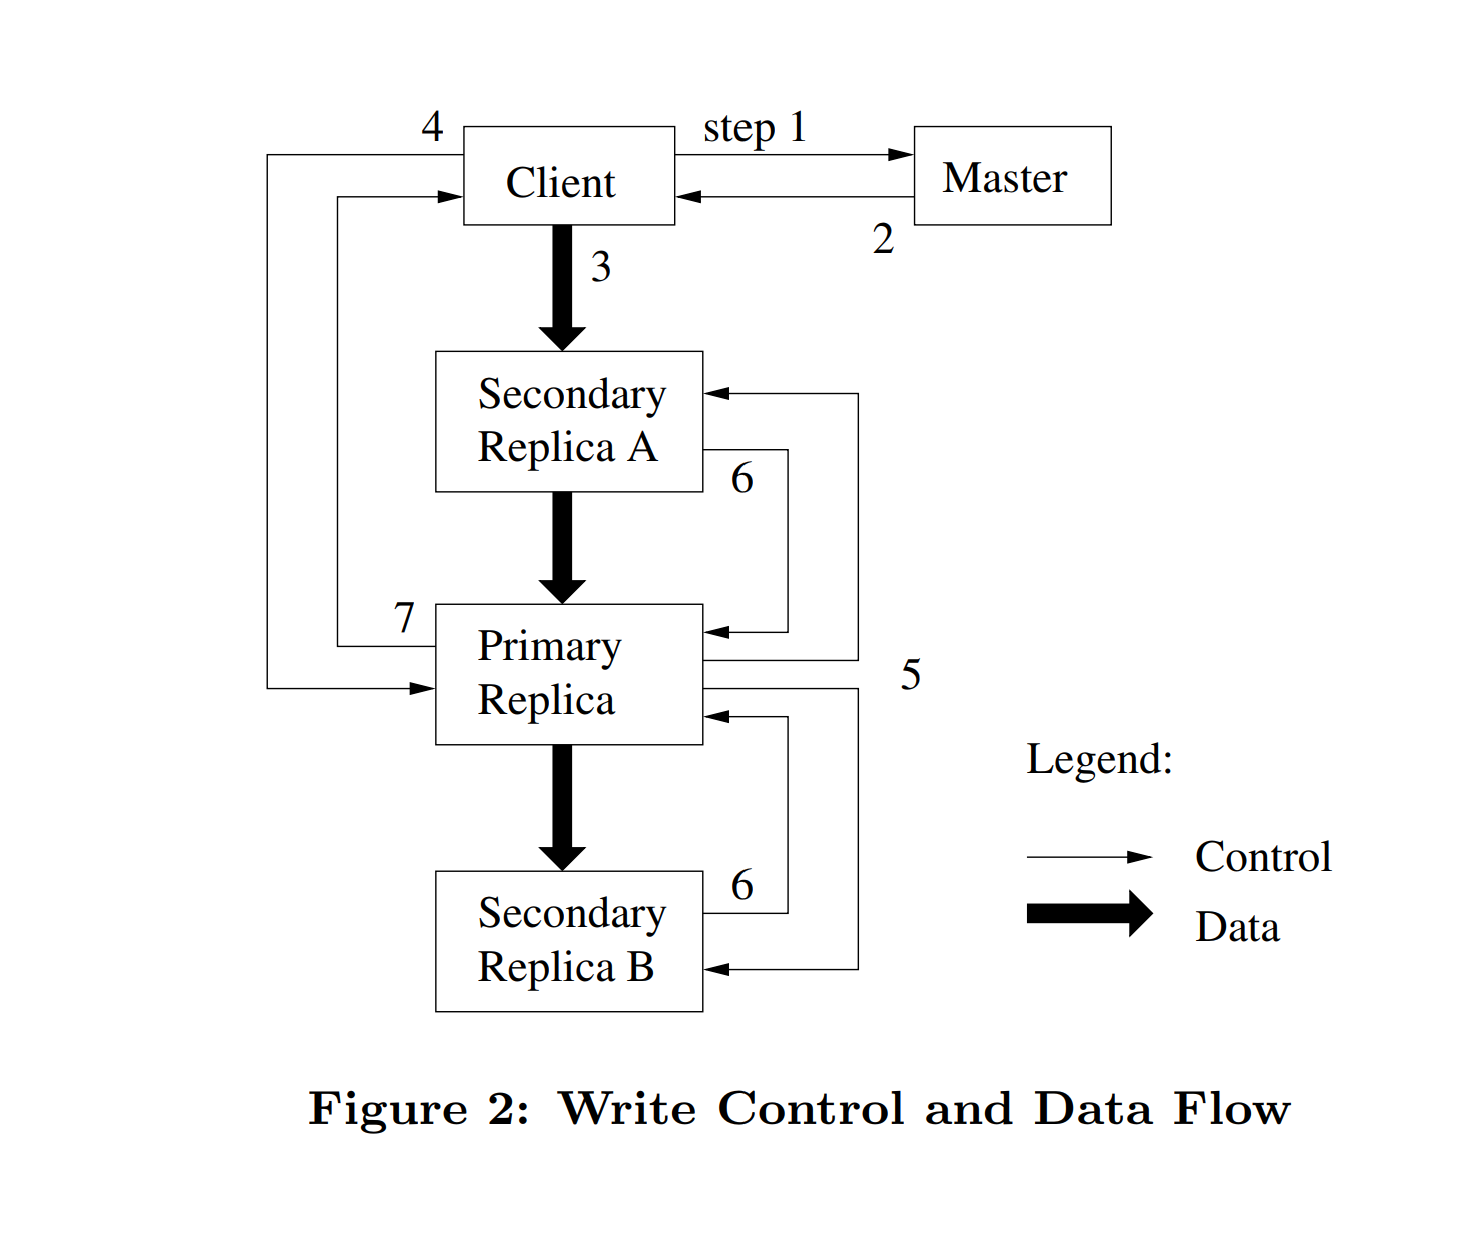 4
step 1
Client
Master
2
3
Secondary
Replica A
6
7
Primary
Replica
5
Legend:
Control
Data
6
Secondary
Replica B
Figure 2: Write Control and Data Flow